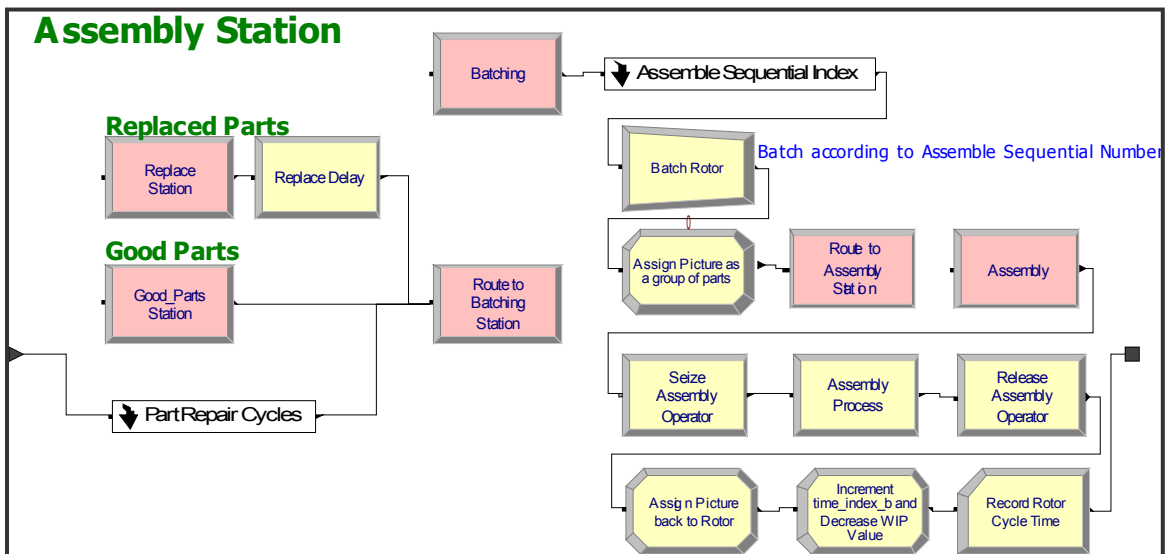 Assembly Station
Batching
Assemble Sequential Index
Replaced Parts
Replace
Station
Replace Delay
Batch Rotor
Batch according to Assemble Sequential Number
Good Parts
Good_Parts
Station
Route to
Batching
Station
Assign Picture as
a group of parts
Route to
Assembly
Station
Assembly
Part Repair Cycles
Seize
Assembly
Operator
Assembly
Process
Release
Assembly
Operator
Assign Picture
back to Rotor
Increment
time_index_b and
Decrease WIP
Value
Record Rotor
Cycle Time